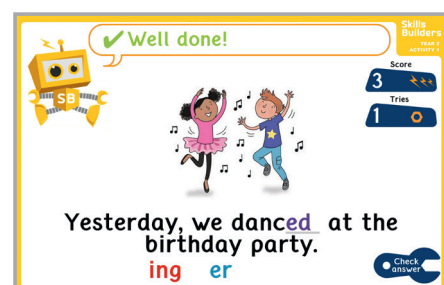 ✔ Well done!
Skills
Builders
YEAR 2
ACTIVITY 1
Score
3
Tries
1
SB
Yesterday, we danced at the
birthday party.
ing er
Check
answer